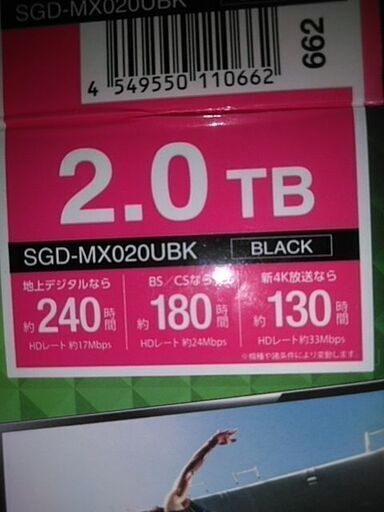 SGD-MX020UBK
4 549550 110662
662
2.0 TB
SGD-MX020UBK BLACK
地上デジタルなら
約240時間
HDレート 約17Mbps
BS/CSなら
約180時間
HDレート 約24Mbps
新4K放送なら
約130時間
HDレート 約33Mbps
※機種や諸条件により変動します。